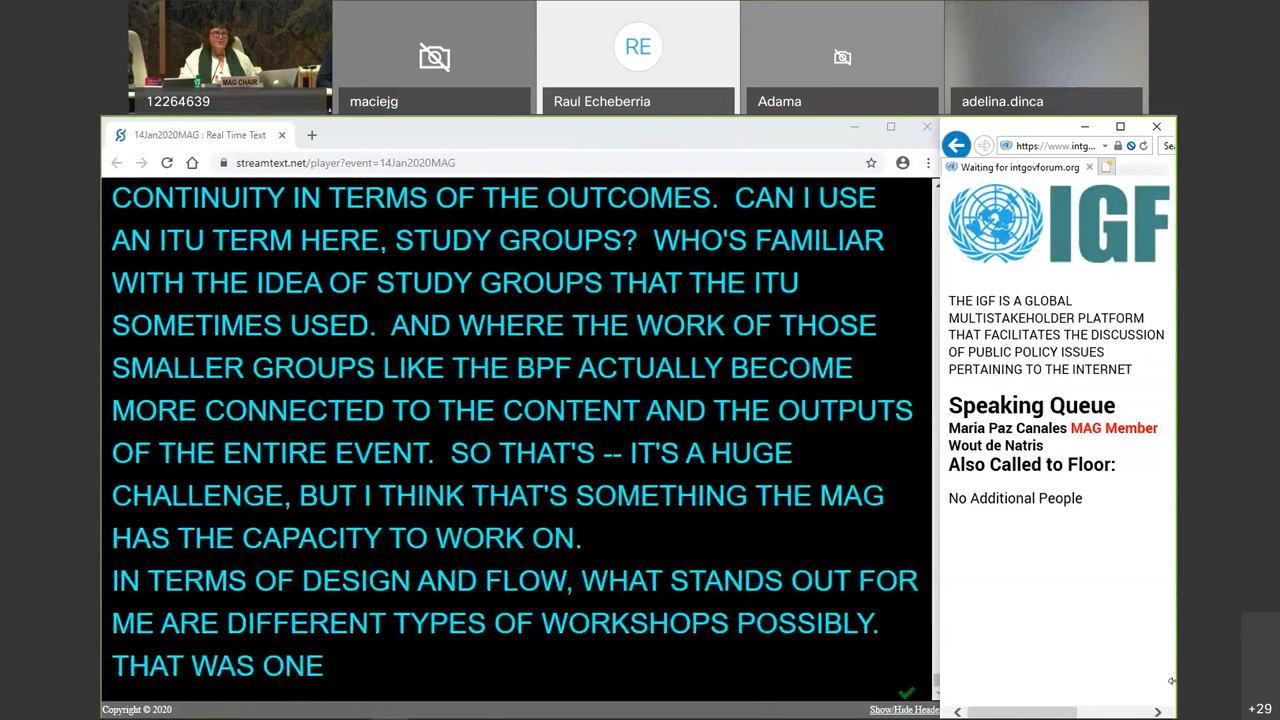 MAG CHAIR
12264639
maciejg
RE
Raul Echeberria
Adama
adelina.dinca
14Jan2020MAG : Real Time Text
streamtext.net/player?event=14Jan2020MAG
CONTINUITY IN TERMS OF THE OUTCOMES.  CAN I USE
AN ITU TERM HERE, STUDY GROUPS?  WHO'S FAMILIAR
WITH THE IDEA OF STUDY GROUPS THAT THE ITU
SOMETIMES USED.  AND WHERE THE WORK OF THOSE
SMALLER GROUPS LIKE THE BPF ACTUALLY BECOME
MORE CONNECTED TO THE CONTENT AND THE OUTPUTS
OF THE ENTIRE EVENT.  SO THAT'S -- IT'S A HUGE
CHALLENGE, BUT I THINK THAT'S SOMETHING THE MAG
HAS THE CAPACITY TO WORK ON.
IN TERMS OF DESIGN AND FLOW, WHAT STANDS OUT FOR
ME ARE DIFFERENT TYPES OF WORKSHOPS POSSIBLY.
THAT WAS ONE
Copyright © 2020
Show/Hide Heade
https://www.intg...
Sea
Waiting for intgovforum.org
IGF
THE IGF IS A GLOBAL
MULTISTAKEHOLDER PLATFORM
THAT FACILITATES THE DISCUSSION
OF PUBLIC POLICY ISSUES
PERTAINING TO THE INTERNET
Speaking Queue
Maria Paz Canales MAG Member
Wout de Natris
Also Called to Floor:
No Additional People
+29